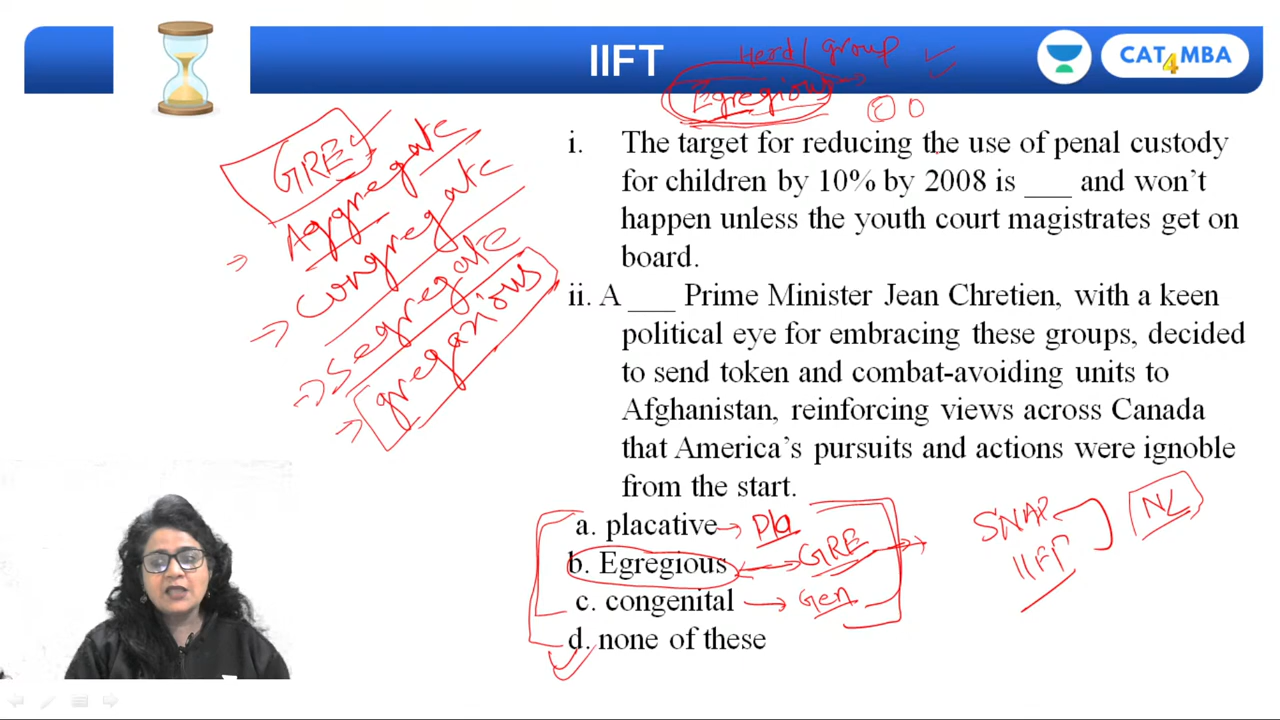 IIFT
CAT4MBA
Herd/group
Egregious
GREG
Aggregate
Congregate
Segregate
gregarious
i. The target for reducing the use of penal custody
for children by 10% by 2008 is ___ and won't
happen unless the youth court magistrates get on
board.
ii. A ___ Prime Minister Jean Chretien, with a keen
political eye for embracing these groups, decided
to send token and combat-avoiding units to
Afghanistan, reinforcing views across Canada
that America's pursuits and actions were ignoble
from the start.
a. placative → Pla
b. Egregious → GRE
c. congenital → Gen
d. none of these
SNAP
IIFT